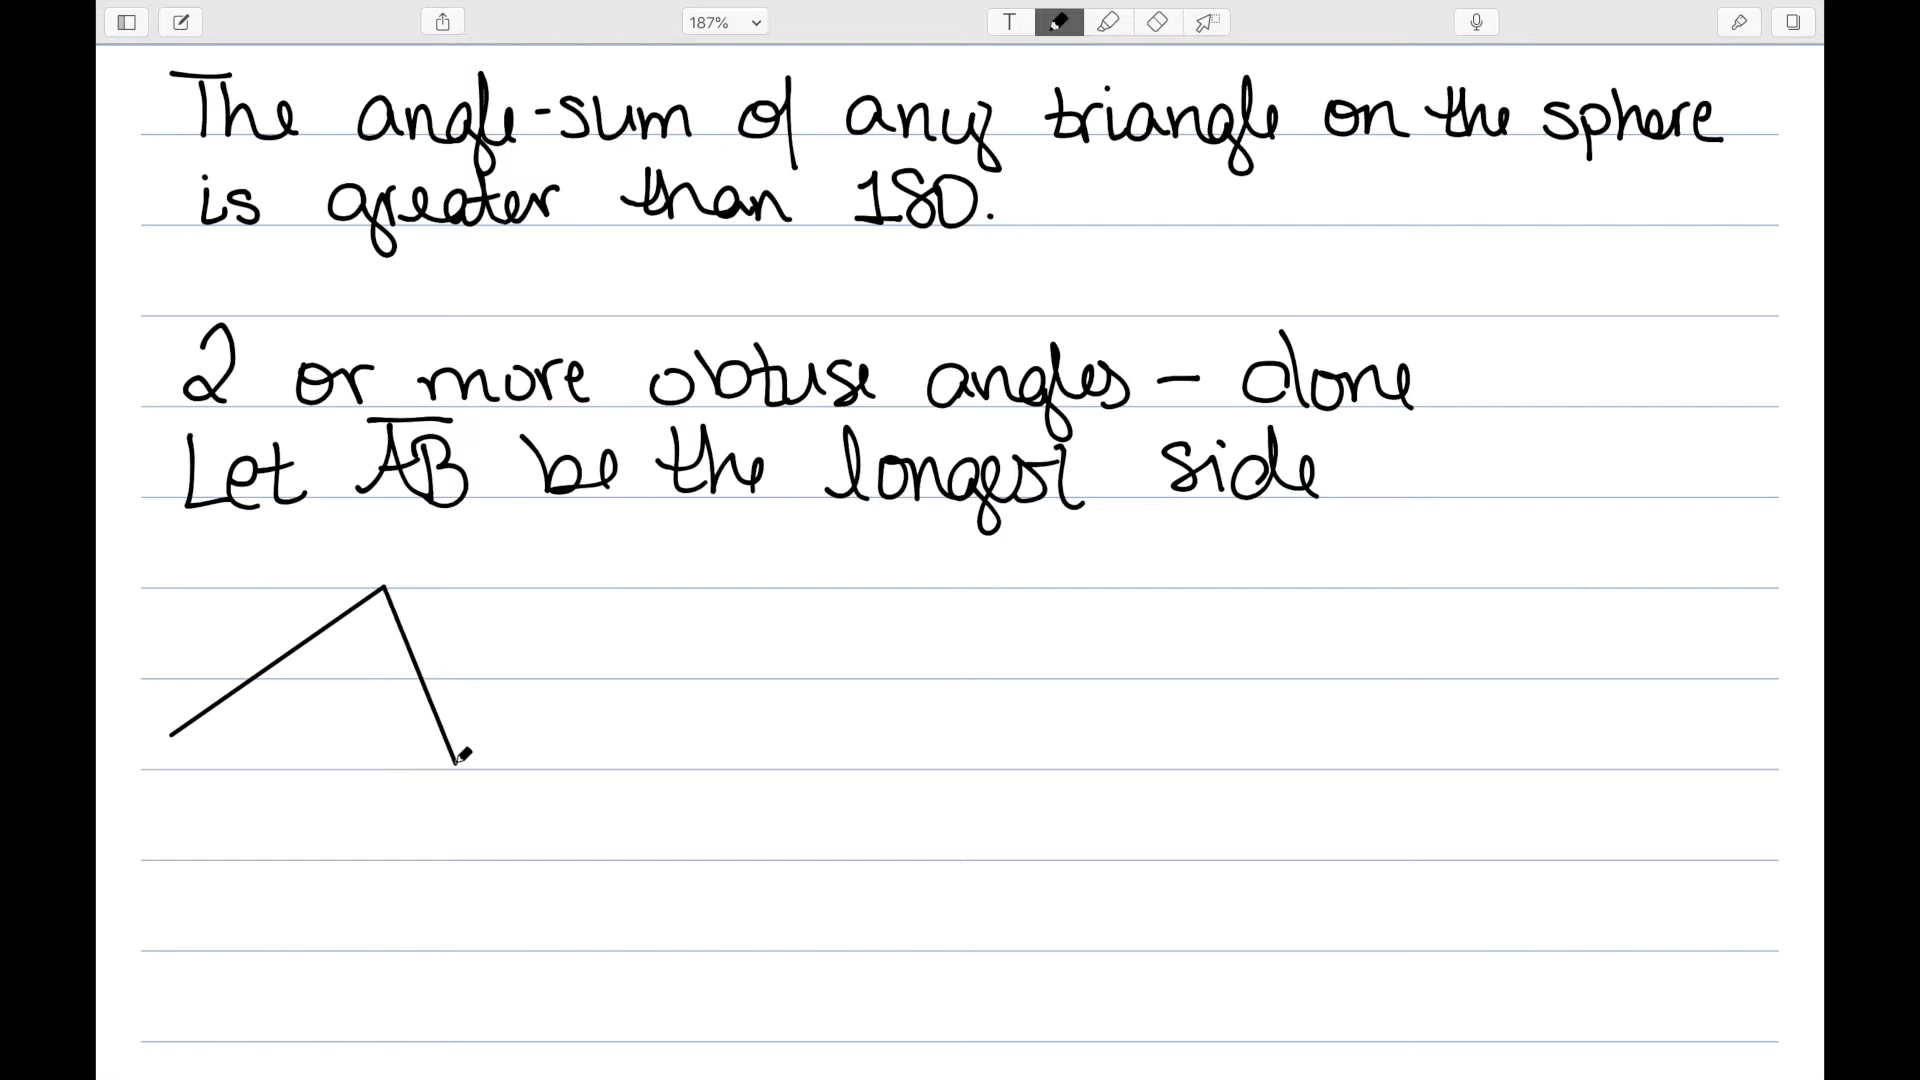 187%
T
The angle-sum of any triangle on the sphere
is greater than 180.
2 or more obtuse angles - done
Let A̅B̅ be the longest side